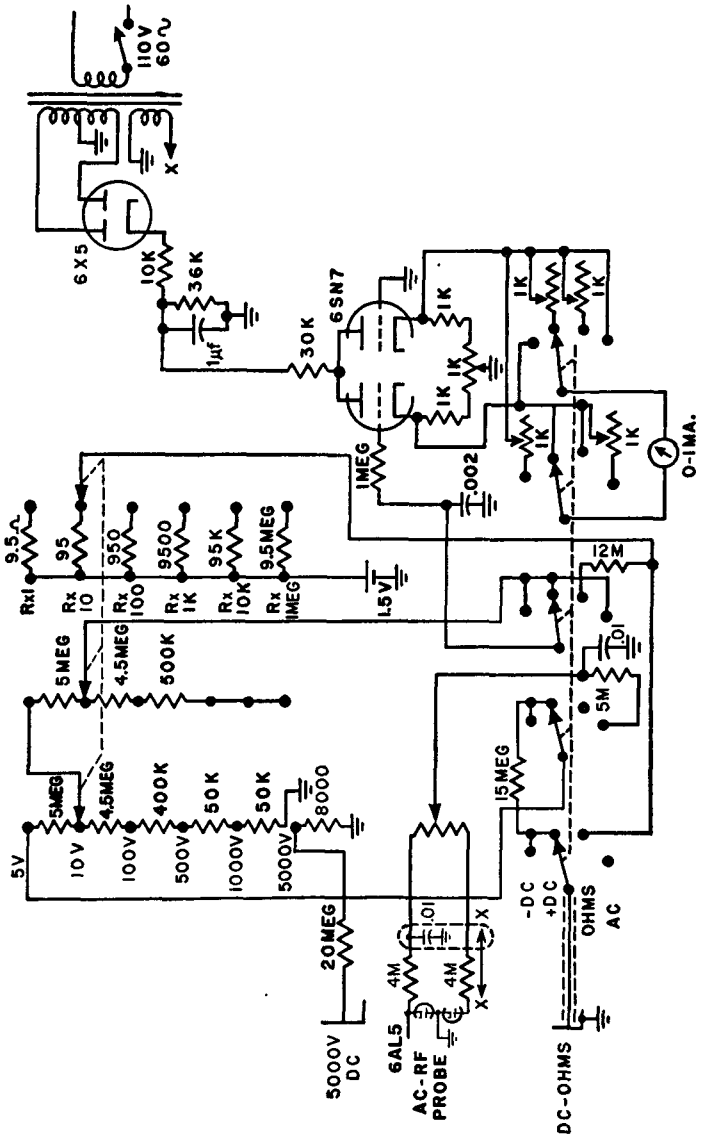 110V
60~
X
6X5
10K
36K
1µf
30K
6SN7
1K
1K
1K
1MEG
.002
1K
1K
1K
1K
0-1MA.
9.5Ω
95
950
9500
95K
9.5MEG
Rx1
Rx
10
Rx
100
Rx
1K
Rx
10K
Rx
1MEG
1.5V
12M
5MEG
4.5MEG
500K
.01
5M
15MEG
5V
10V
100V
500V
1000V
5000V
5MEG
4.5MEG
400K
50K
50K
8000
20MEG
5000V
DC
6AL5
AC-RF
PROBE
4M
4M
.01
X
X
-DC
+DC
OHMS
AC
DC-OHMS